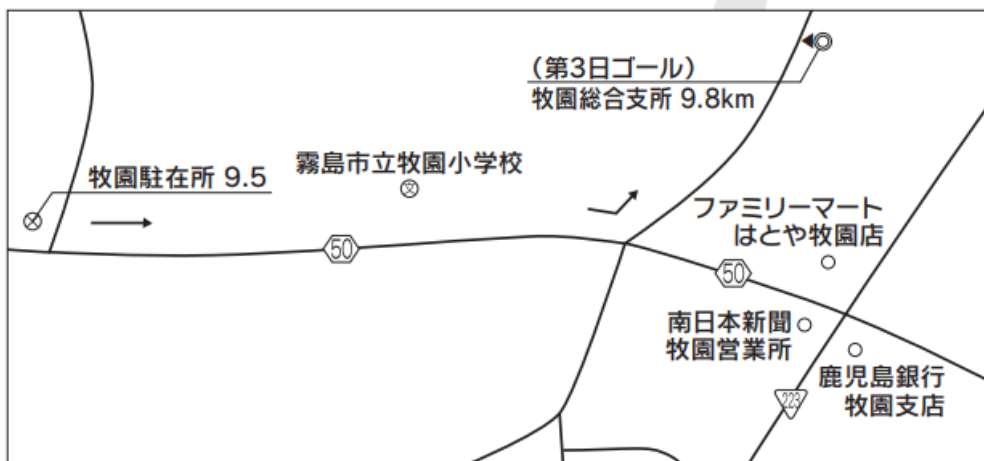 （第3日ゴール）
牧園総合支所 9.8km
牧園駐在所 9.5
霧島市立牧園小学校
文
ファミリーマート
はとや牧園店
50
50
南日本新聞
牧園営業所
鹿児島銀行
牧園支店
223